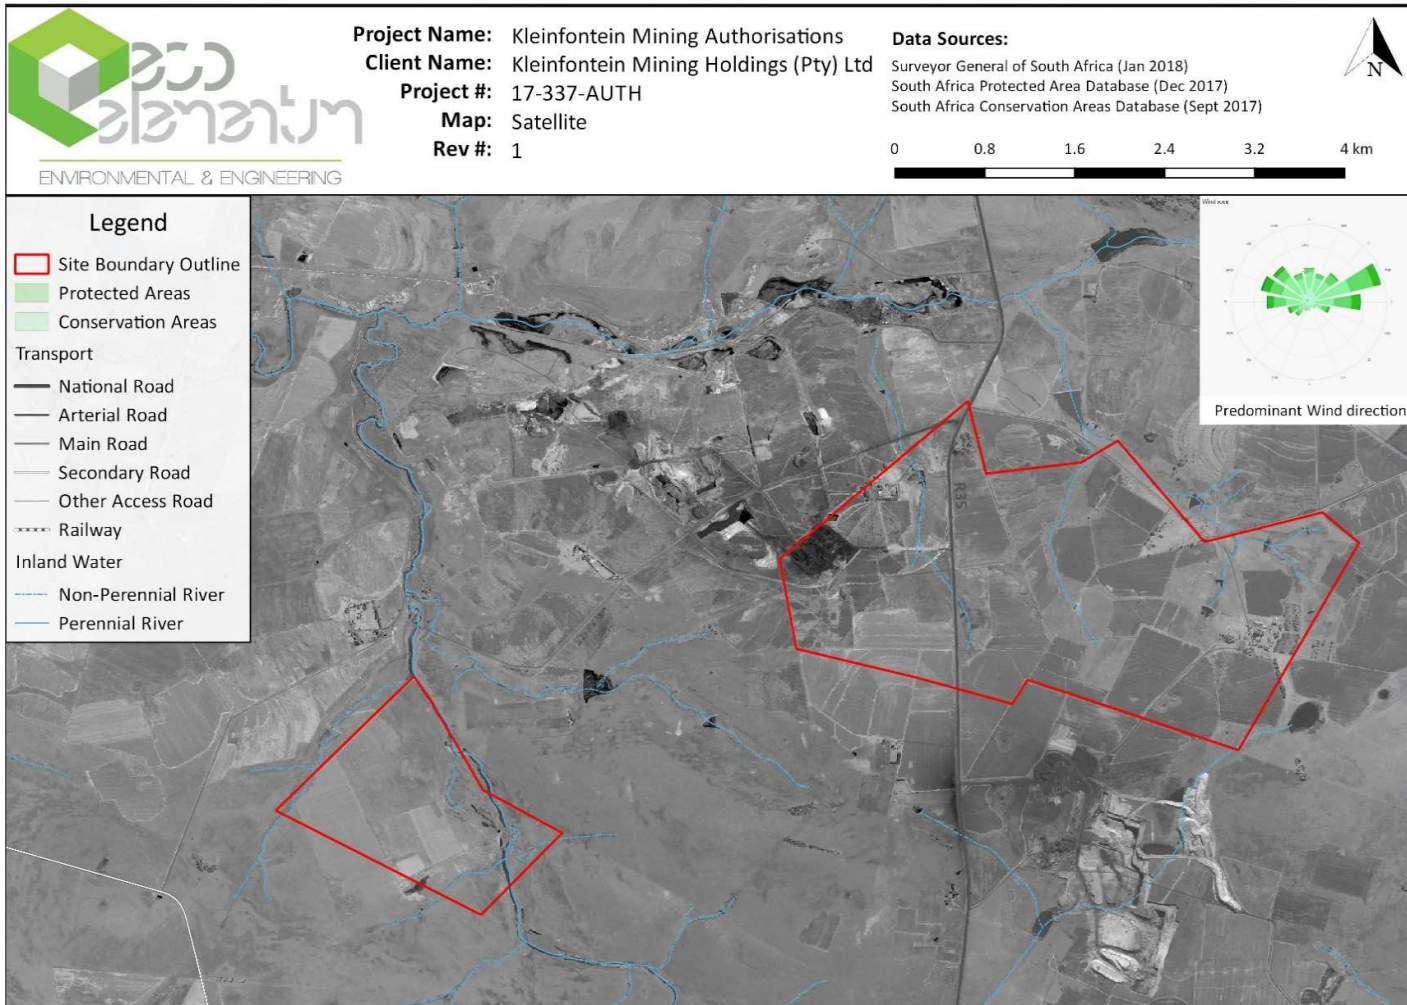 eco
elementum
ENVIRONMENTAL & ENGINEERING
Project Name: Kleinfontein Mining Authorisations
Client Name: Kleinfontein Mining Holdings (Pty) Ltd
Project #: 17-337-AUTH
Map: Satellite
Rev #: 1
Data Sources:
Surveyor General of South Africa (Jan 2018)
South Africa Protected Area Database (Dec 2017)
South Africa Conservation Areas Database (Sept 2017)
N
0 0.8 1.6 2.4 3.2 4 km
Legend
Site Boundary Outline
Protected Areas
Conservation Areas
Transport
National Road
Arterial Road
Main Road
Secondary Road
Other Access Road
Railway
Inland Water
Non-Perennial River
Perennial River
Predominant Wind direction
R35